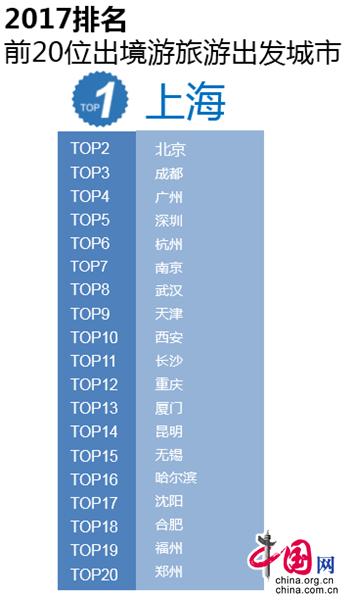 2017排名
前20位出境游旅游出发城市
TOP1 上海
TOP2 北京
TOP3 成都
TOP4 广州
TOP5 深圳
TOP6 杭州
TOP7 南京
TOP8 武汉
TOP9 天津
TOP10 西安
TOP11 长沙
TOP12 重庆
TOP13 厦门
TOP14 昆明
TOP15 无锡
TOP16 哈尔滨
TOP17 沈阳
TOP18 合肥
TOP19 福州
TOP20 郑州
中国网
china.org.cn
china.com.cn